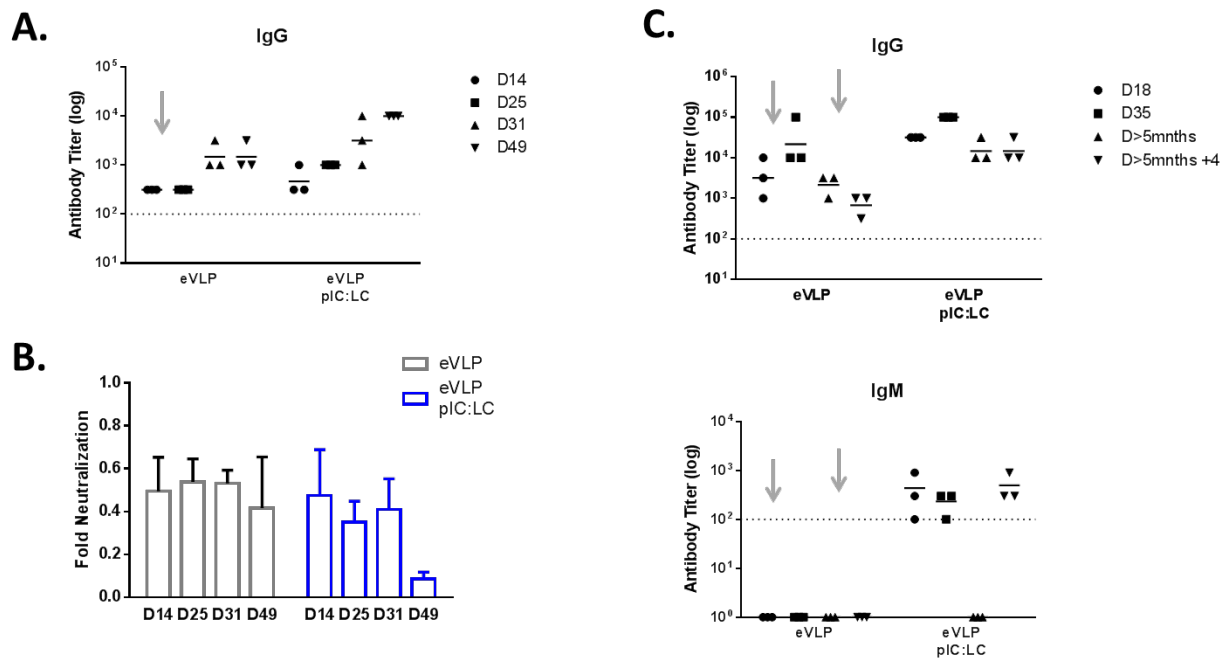 A.
IgG
Antibody Titer (log)
10^5
10^4
10^3
10^2
10^1
eVLP
eVLP
pIC:LC
D14
D25
D31
D49
B.
eVLP
eVLP
pIC:LC
Fold Neutralization
1.0
0.8
0.6
0.4
0.2
0.0
D14 D25 D31 D49 D14 D25 D31 D49
C.
IgG
Antibody Titer (log)
10^6
10^5
10^4
10^3
10^2
10^1
eVLP
eVLP
pIC:LC
D18
D35
D>5mnths
D>5mnths +4
IgM
Antibody Titer (log)
10^4
10^3
10^2
10^1
10^0
eVLP
eVLP
pIC:LC